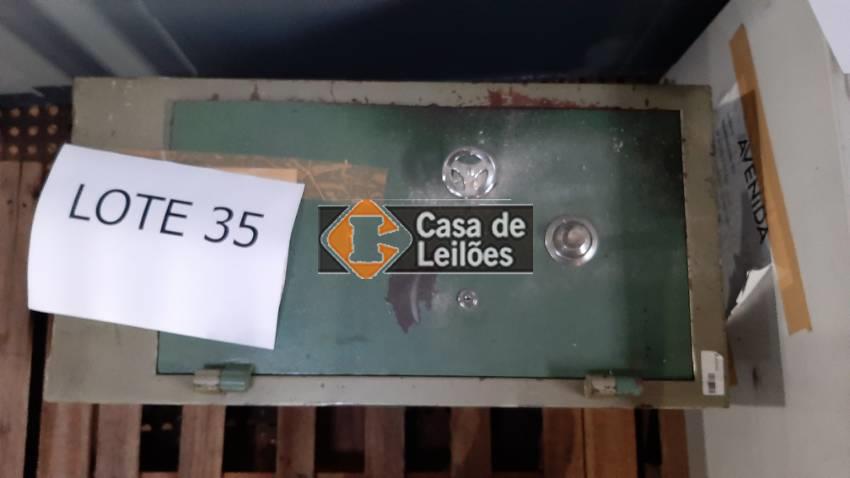 LOTE 35
Casa de
Leilões
AVENIDA